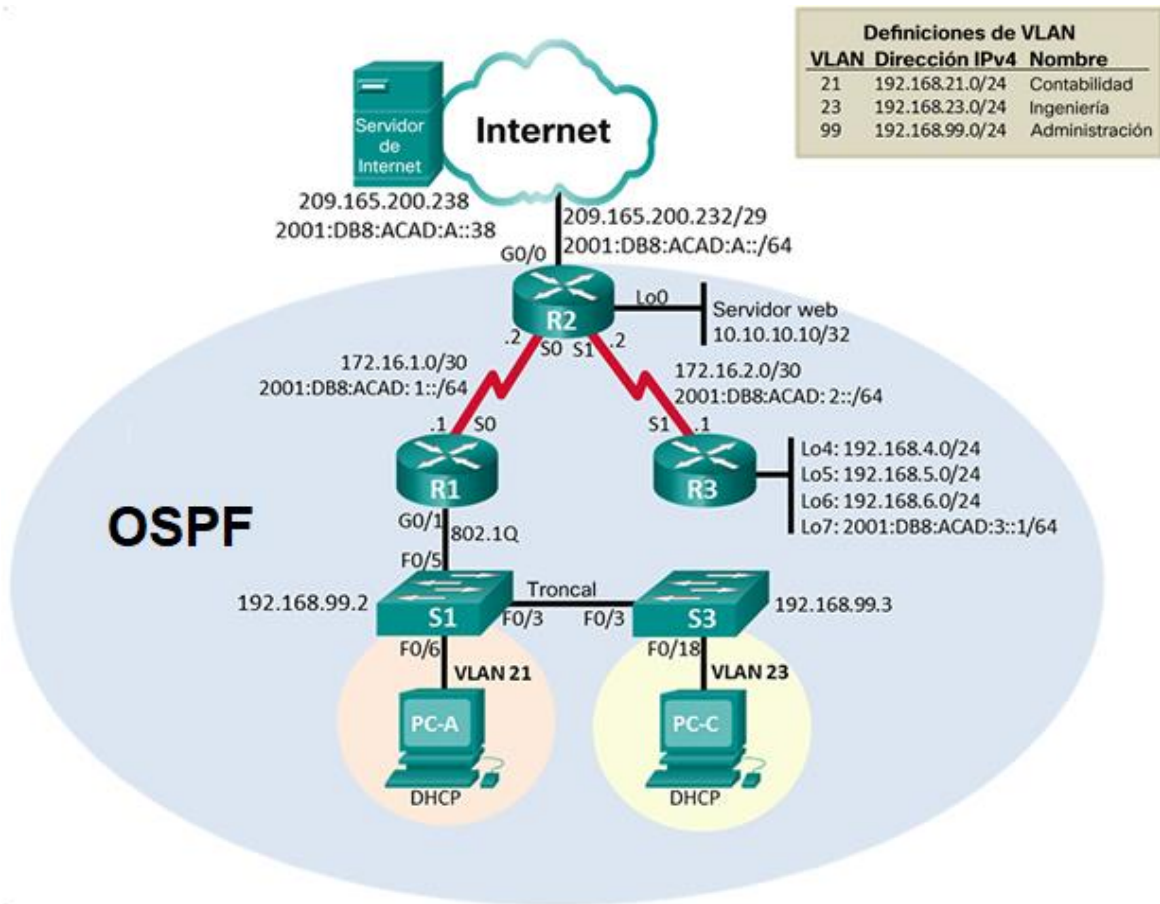 Definiciones de VLAN
VLAN Dirección IPv4 Nombre
21 192.168.21.0/24 Contabilidad
23 192.168.23.0/24 Ingeniería
99 192.168.99.0/24 Administración
Servidor
de
Internet
Internet
209.165.200.238
2001:DB8:ACAD:A::38
209.165.200.232/29
2001:DB8:ACAD:A::/64
G0/0
R2
Lo0
Servidor web
10.10.10.10/32
.2
S0
S1
.2
172.16.1.0/30
2001:DB8:ACAD: 1::/64
172.16.2.0/30
2001:DB8:ACAD: 2::/64
.1
S0
S1
.1
R1
R3
Lo4: 192.168.4.0/24
Lo5: 192.168.5.0/24
Lo6: 192.168.6.0/24
Lo7: 2001:DB8:ACAD:3::1/64
OSPF
G0/1
802.1Q
F0/5
192.168.99.2
S1
Troncal
F0/3
F0/3
S3
192.168.99.3
F0/6
VLAN 21
F0/18
VLAN 23
PC-A
PC-C
DHCP
DHCP